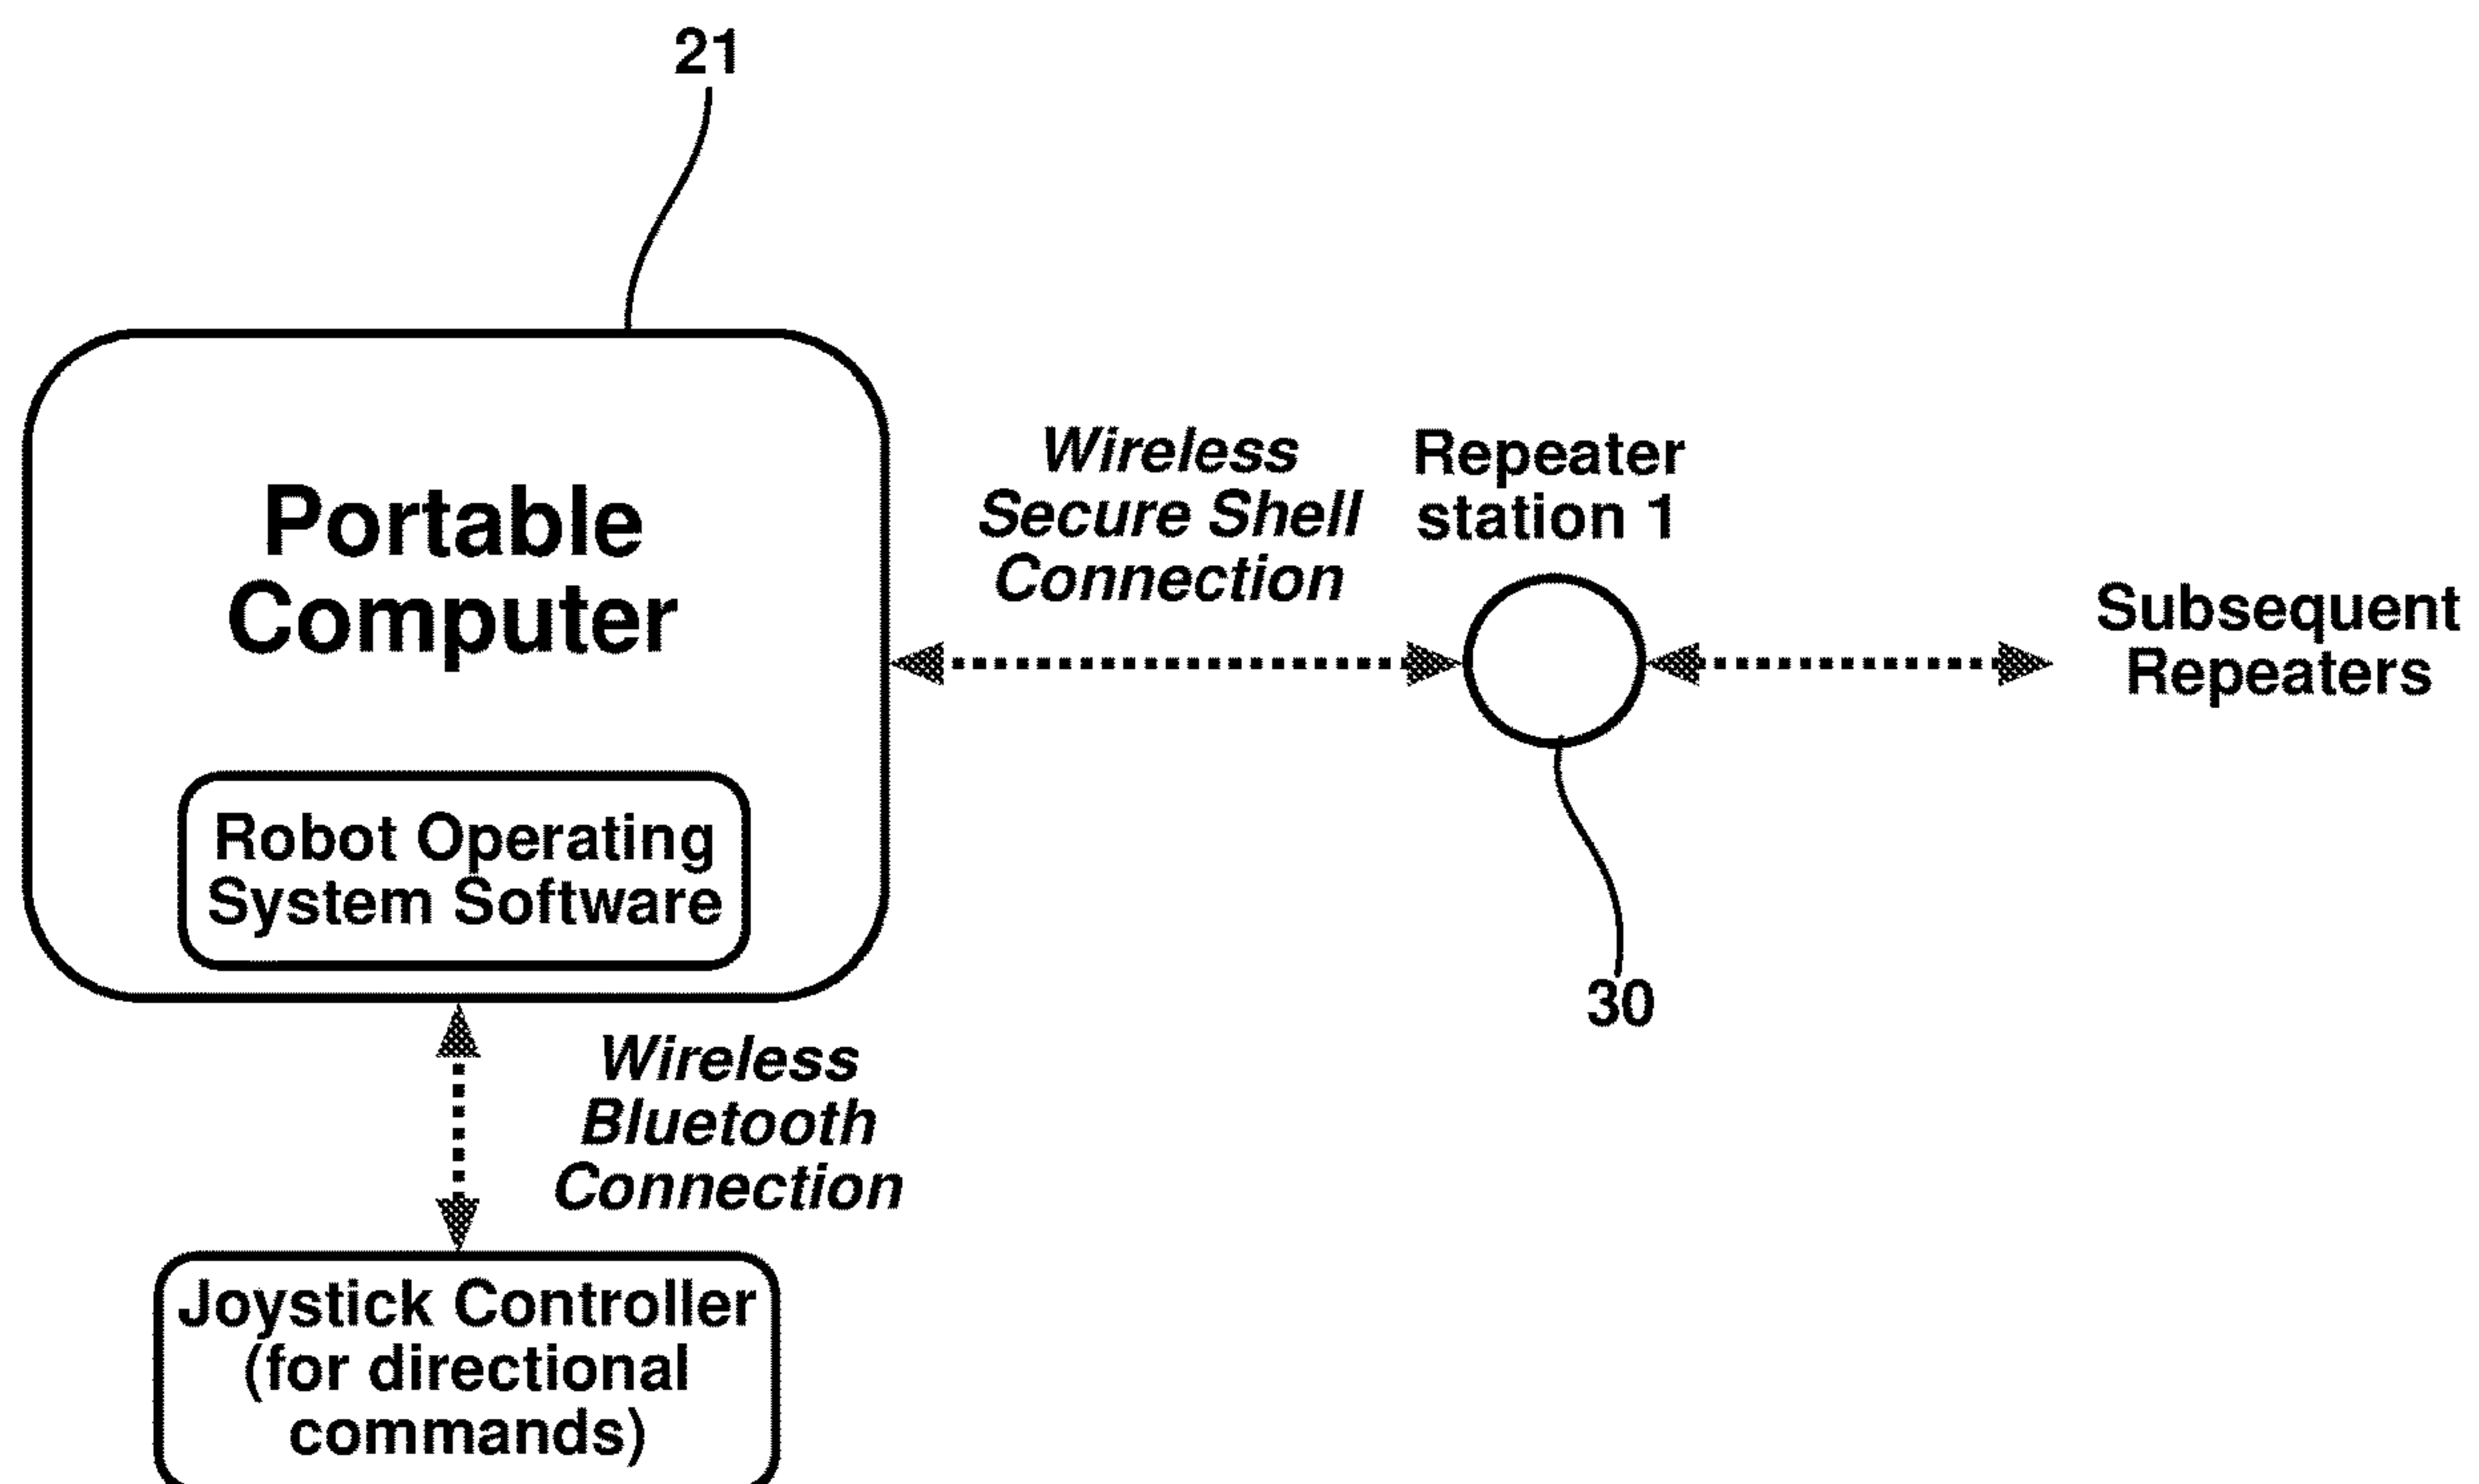 21
Portable
Computer
Robot Operating
System Software
Wireless
Secure Shell
Connection
Repeater
station 1
Subsequent
Repeaters
30
Wireless
Bluetooth
Connection
Joystick Controller
(for directional
commands)